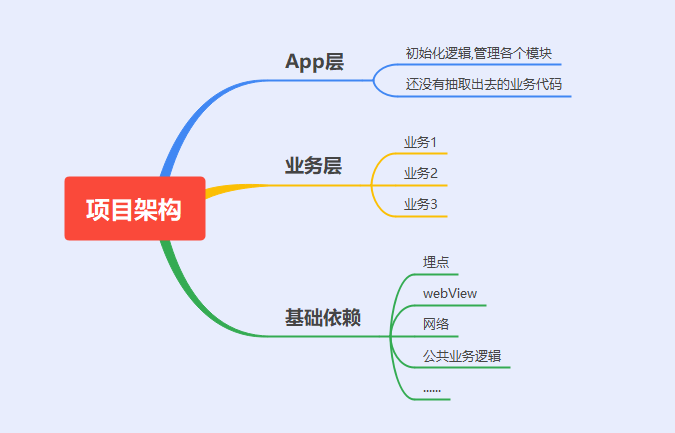 项目架构
App层
初始化逻辑,管理各个模块
还没有抽取出去的业务代码
业务层
业务1
业务2
业务3
基础依赖
埋点
webView
网络
公共业务逻辑
......